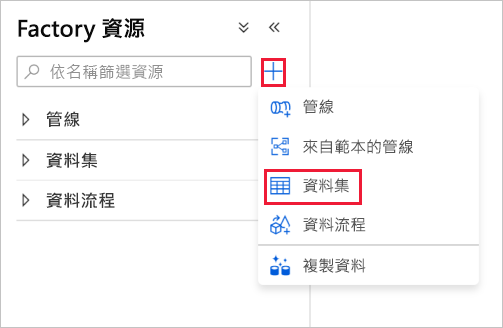 Factory 資源
依名稱篩選資源
管線
資料集
資料流程
管線
來自範本的管線
資料集
資料流程
複製資料